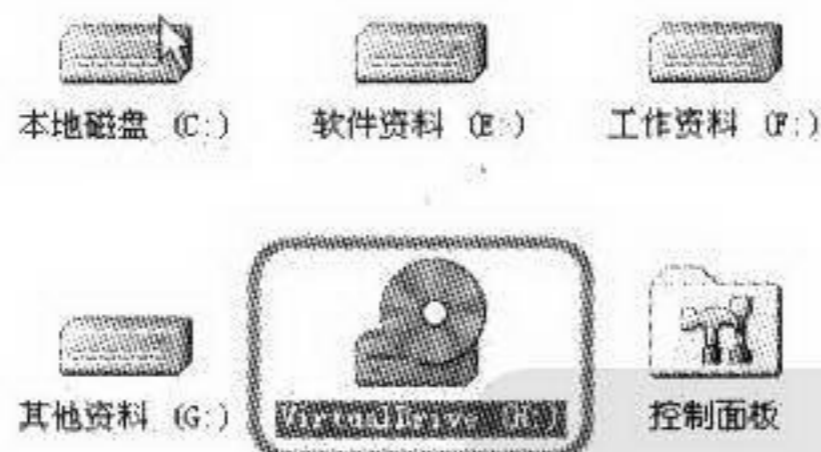 本地磁盘 (C:)
软件资料 (E:)
工作资料 (F:)
其他资料 (G:)
VirtualDrive (H:)
控制面板